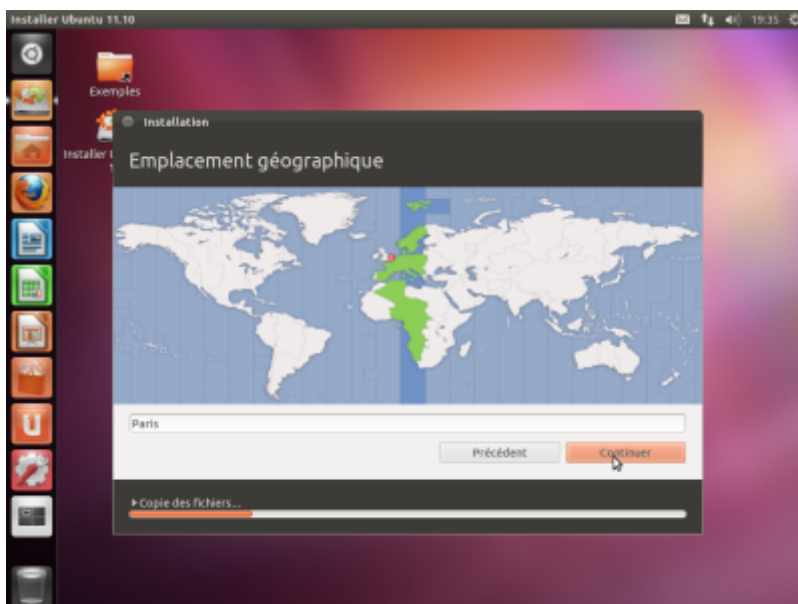 Installer Ubuntu 11.10
19:35
Exemples
Installation
Installer
Emplacement géographique
Paris
Précédent
Continuer
Copie des fichiers...